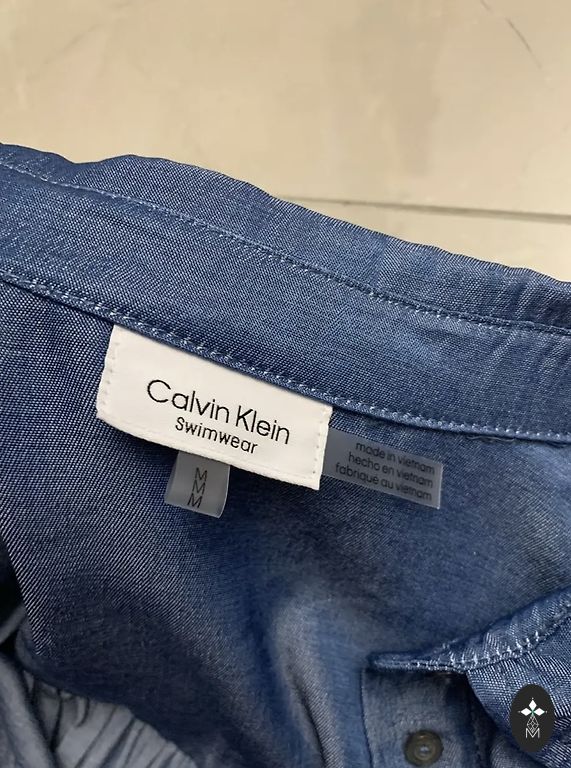 Calvin Klein
Swimwear
M
M
M
made in vietnam
hecho en vietnam
fabriqué au vietnam